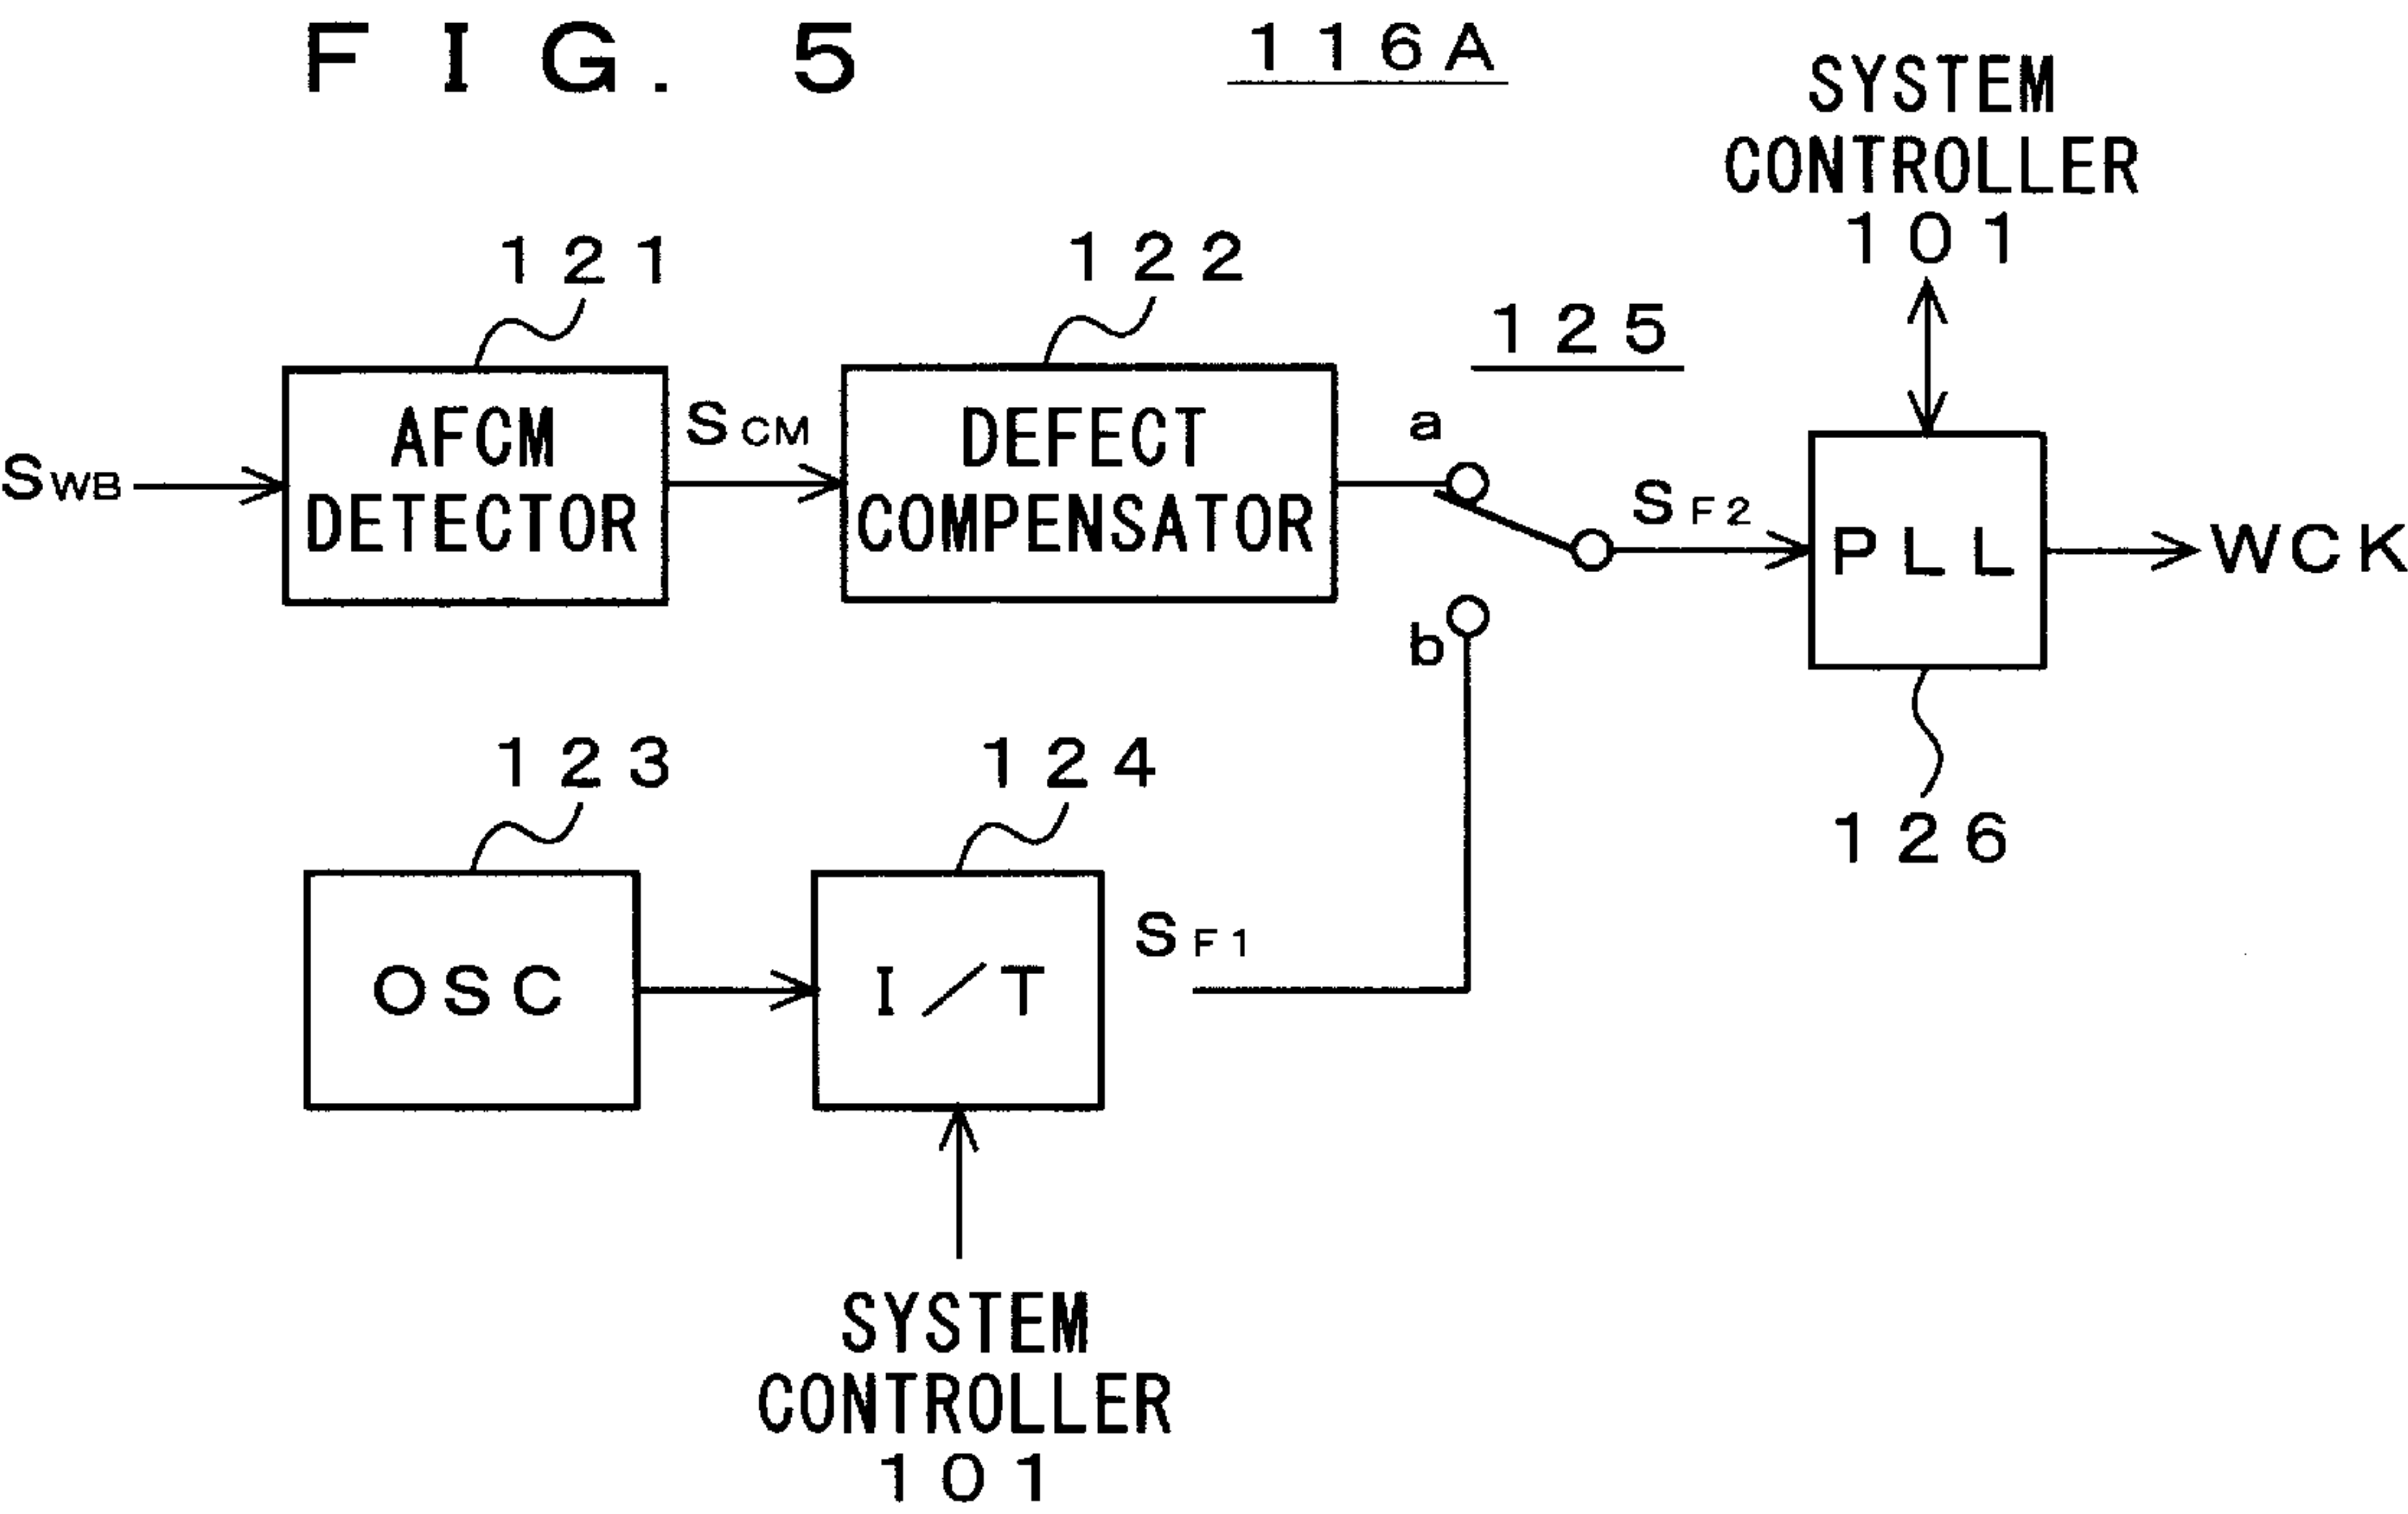 FIG. 5
116A
SYSTEM
CONTROLLER
101
121
122
125
SWB
AFCM
DETECTOR
SCM
DEFECT
COMPENSATOR
a
b
SF2
PLL
WCK
126
123
124
OSC
I/T
SF1
SYSTEM
CONTROLLER
101